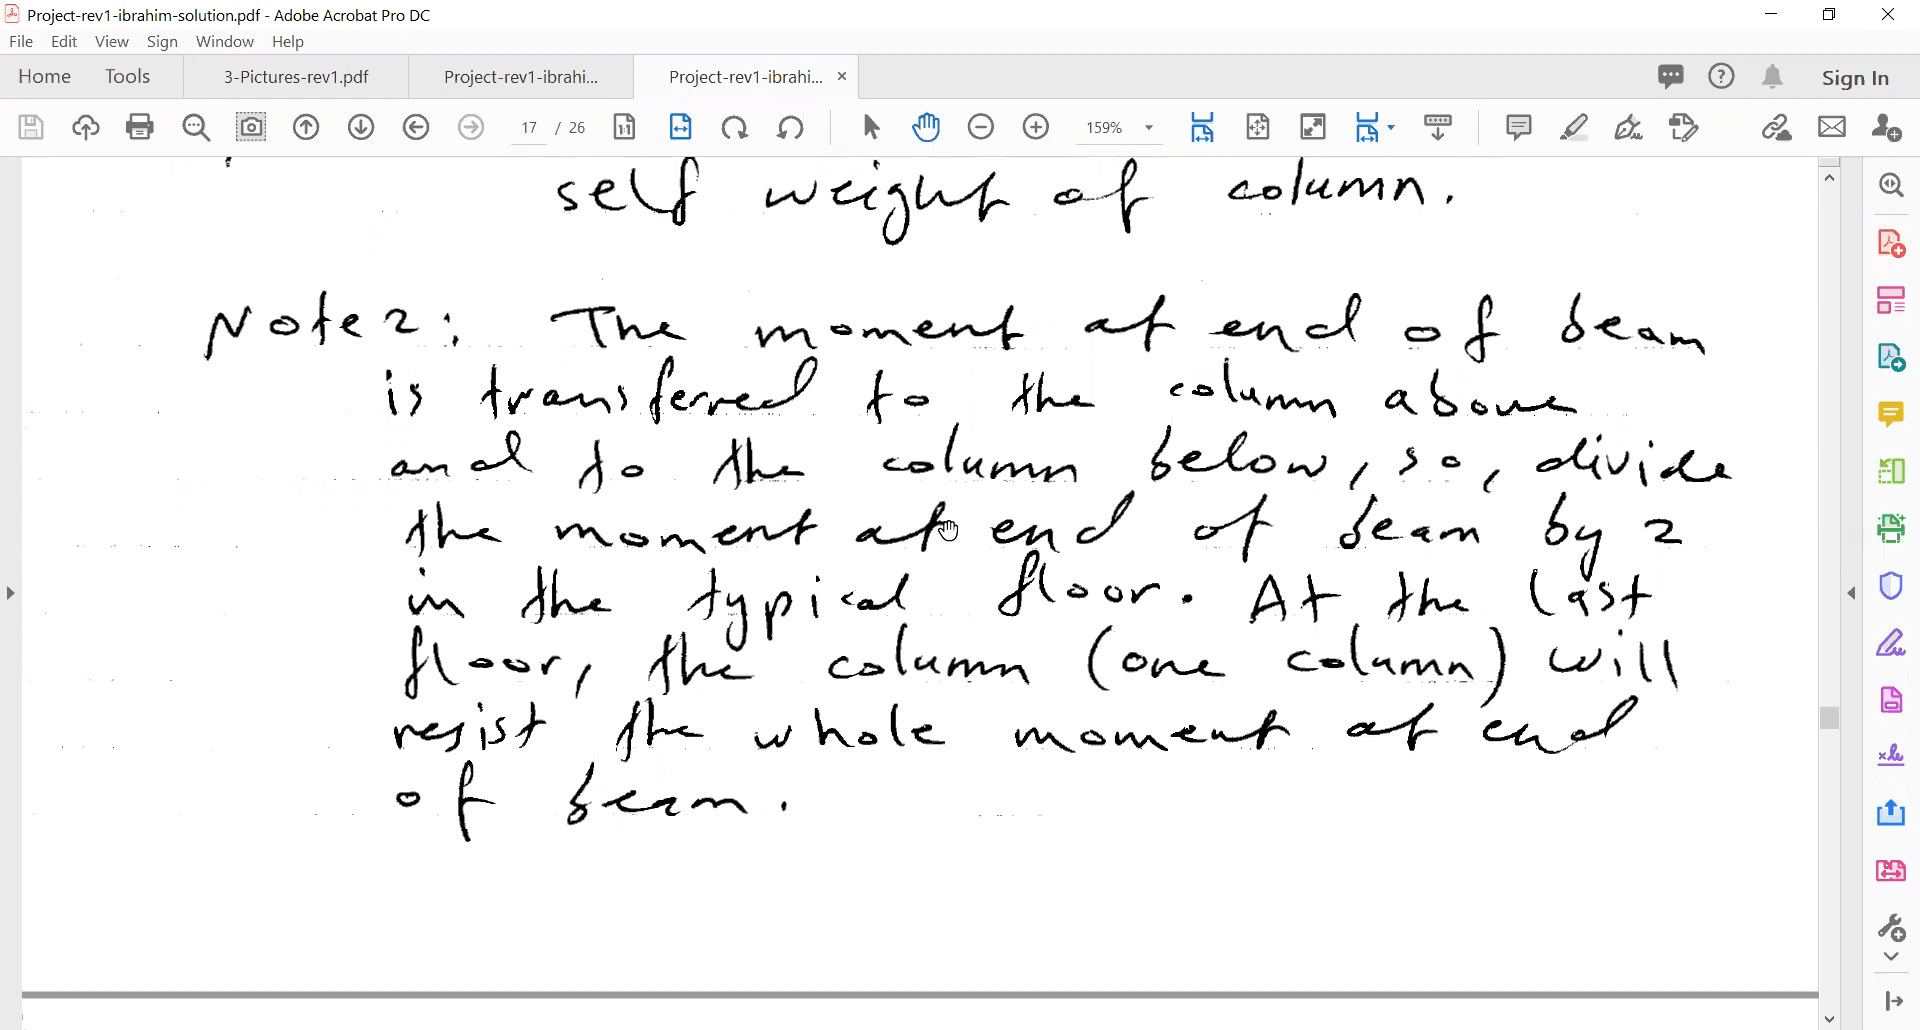 Project-rev1-ibrahim-solution.pdf - Adobe Acrobat Pro DC
File Edit View Sign Window Help
Home Tools 3-Pictures-rev1.pdf Project-rev1-ibrahi... Project-rev1-ibrahi... × Sign In
17 / 26 159%
self weight of column.
Note 2: The moment at end of beam
is transferred to the column above
and to the column below, so, divide
the moment at end of beam by 2
in the typical floor. At the last
floor, the column (one column) will
resist the whole moment at end
of beam.